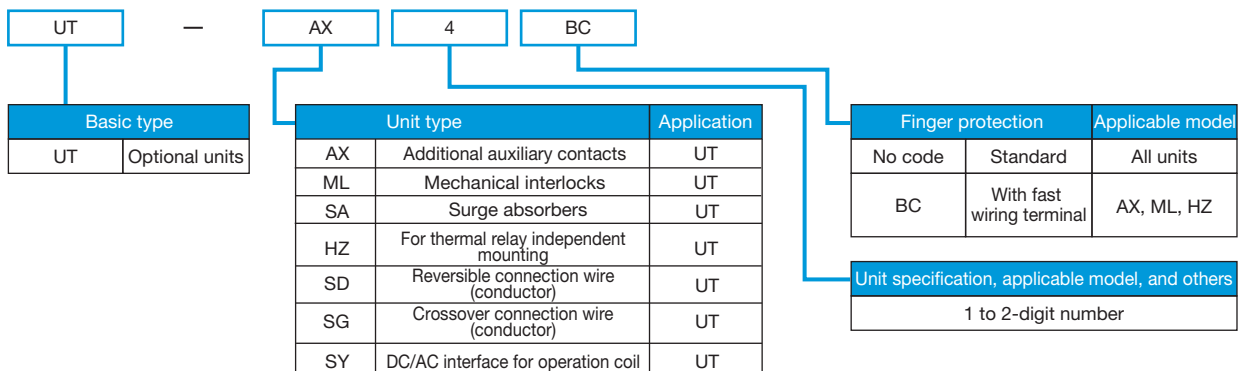 UT — AX 4 BC
Basic type
UT Optional units
Unit type Application
AX Additional auxiliary contacts UT
ML Mechanical interlocks UT
SA Surge absorbers UT
HZ For thermal relay independent
mounting UT
SD Reversible connection wire
(conductor) UT
SG Crossover connection wire
(conductor) UT
SY DC/AC interface for operation coil UT
Finger protection Applicable model
No code Standard All units
BC With fast
wiring terminal AX, ML, HZ
Unit specification, applicable model, and others
1 to 2-digit number